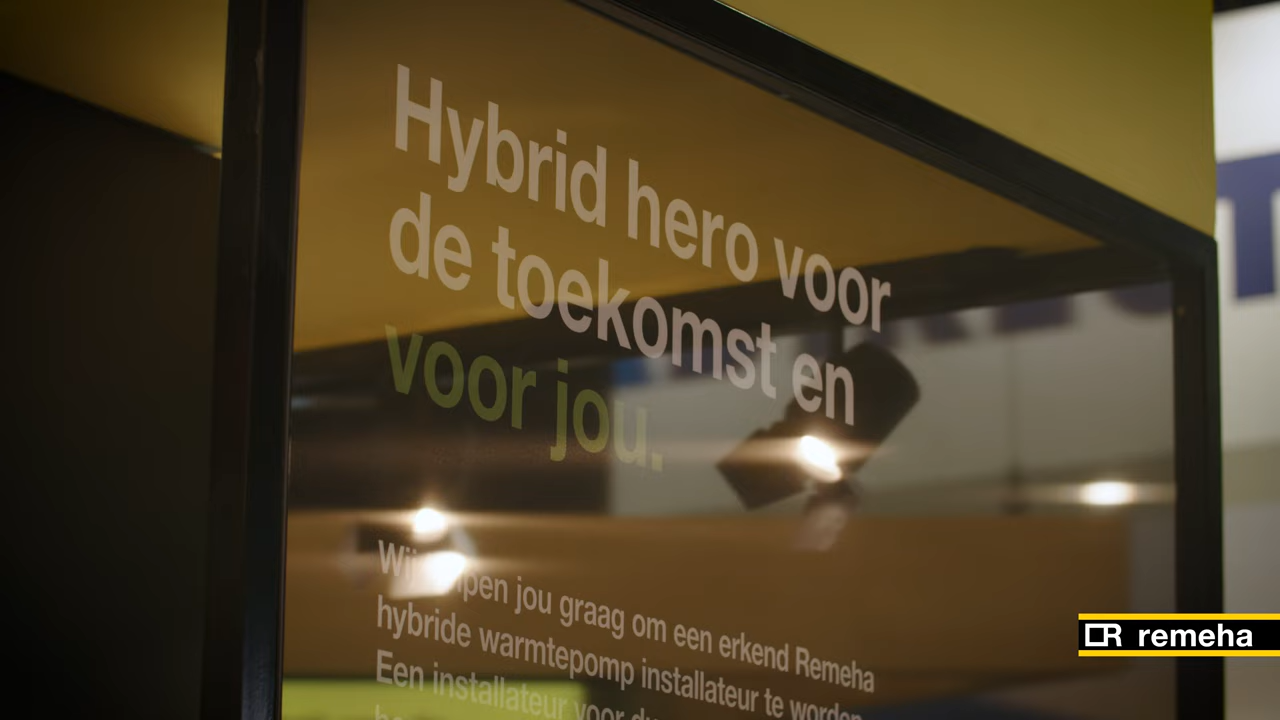 Hybrid hero voor
de toekomst en
voor jou.
jou graag om een erkend Remeha
hybride warmtepomp installateur te worden
Een installateur voor
remeha